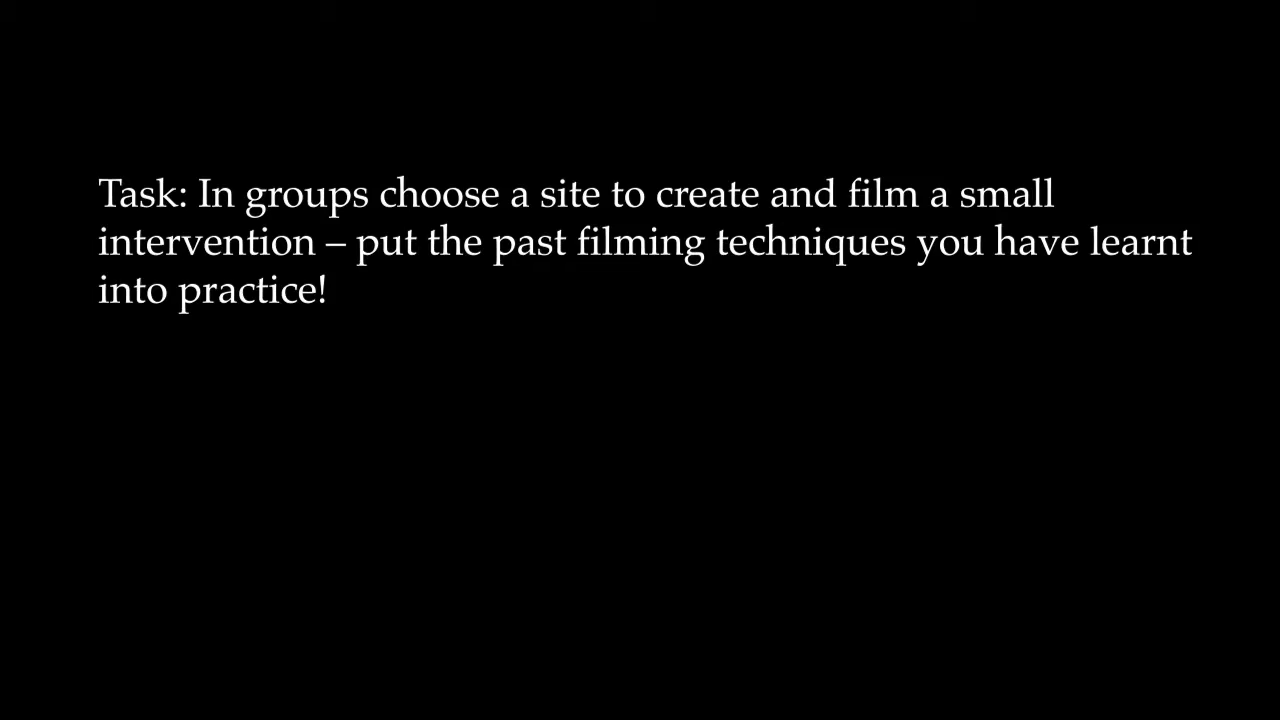 Task: In groups choose a site to create and film a small
intervention – put the past filming techniques you have learnt
into practice!